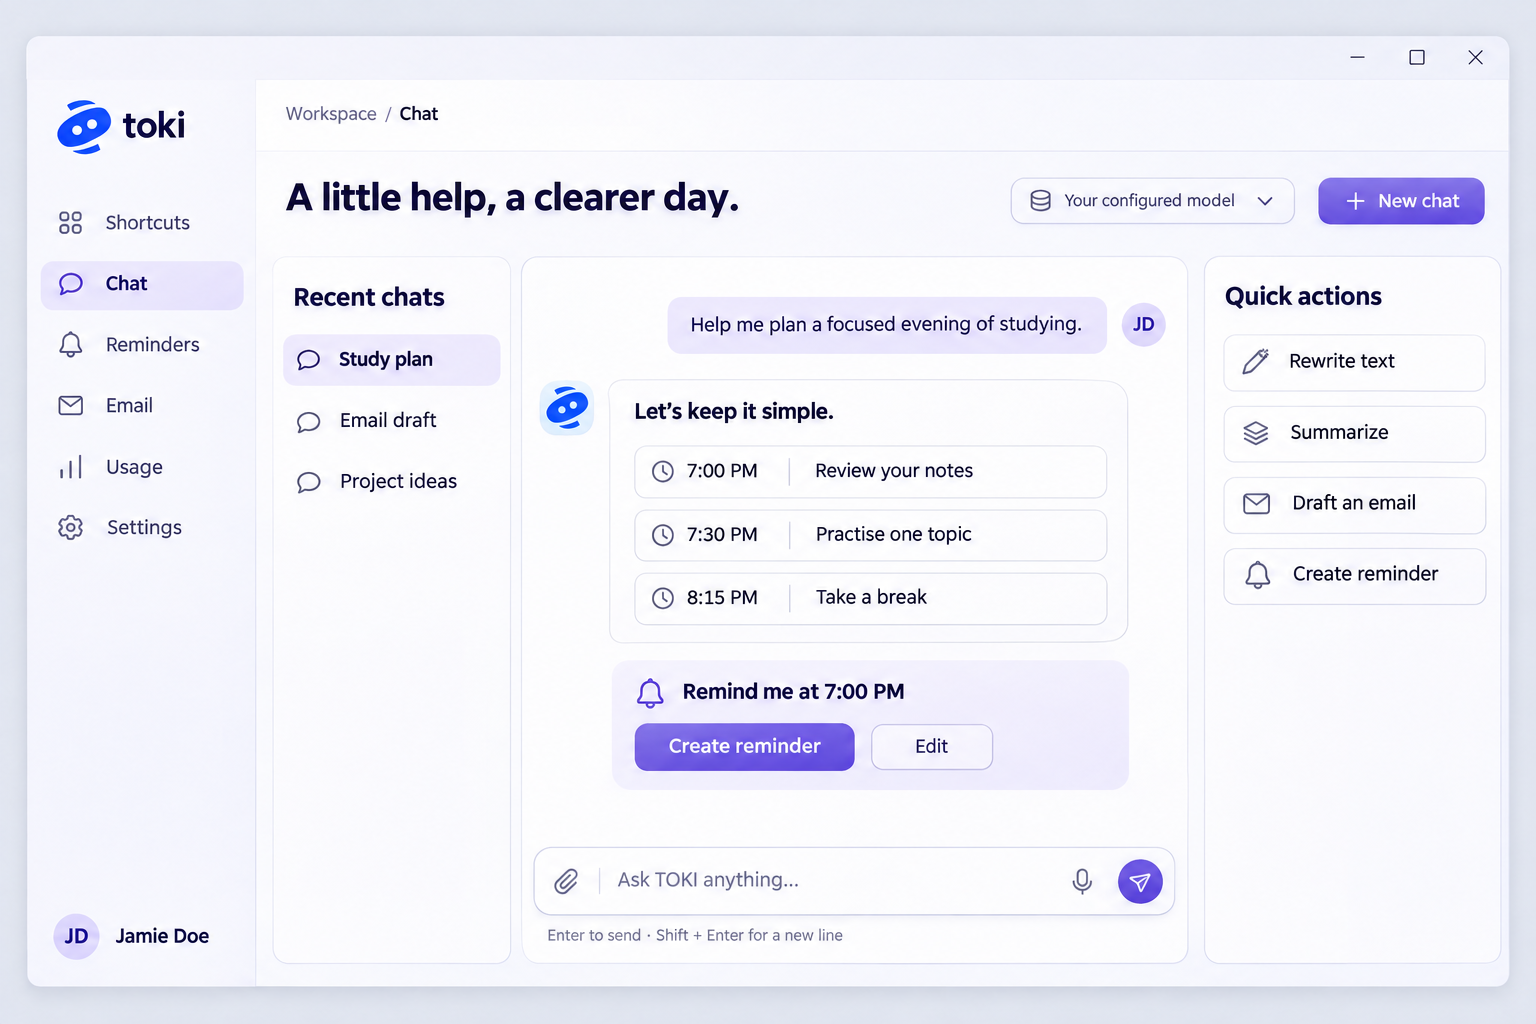 toki
Shortcuts
Chat
Reminders
Email
Usage
Settings
JD
Jamie Doe
Workspace / Chat
A little help, a clearer day.
Your configured model
+ New chat
Recent chats
Study plan
Email draft
Project ideas
Help me plan a focused evening of studying.
JD
Let’s keep it simple.
7:00 PM Review your notes
7:30 PM Practise one topic
8:15 PM Take a break
Remind me at 7:00 PM
Create reminder
Edit
Ask TOKI anything...
Enter to send · Shift + Enter for a new line
Quick actions
Rewrite text
Summarize
Draft an email
Create reminder